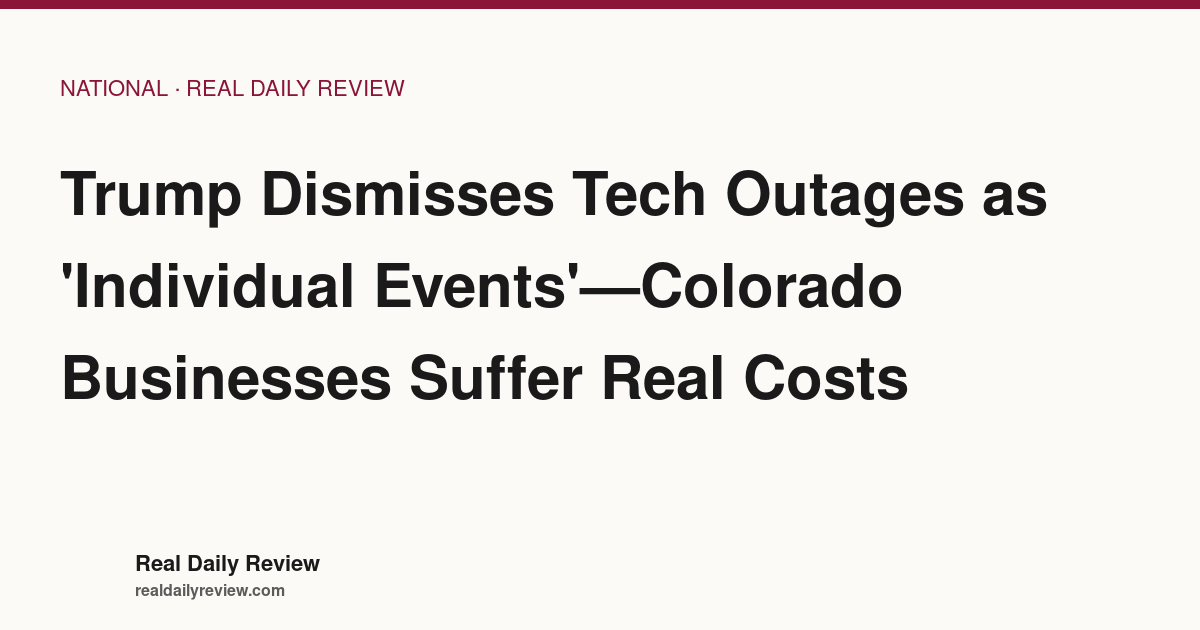 NATIONAL · REAL DAILY REVIEW
Trump Dismisses Tech Outages as
'Individual Events'—Colorado
Businesses Suffer Real Costs
Real Daily Review
realdailyreview.com